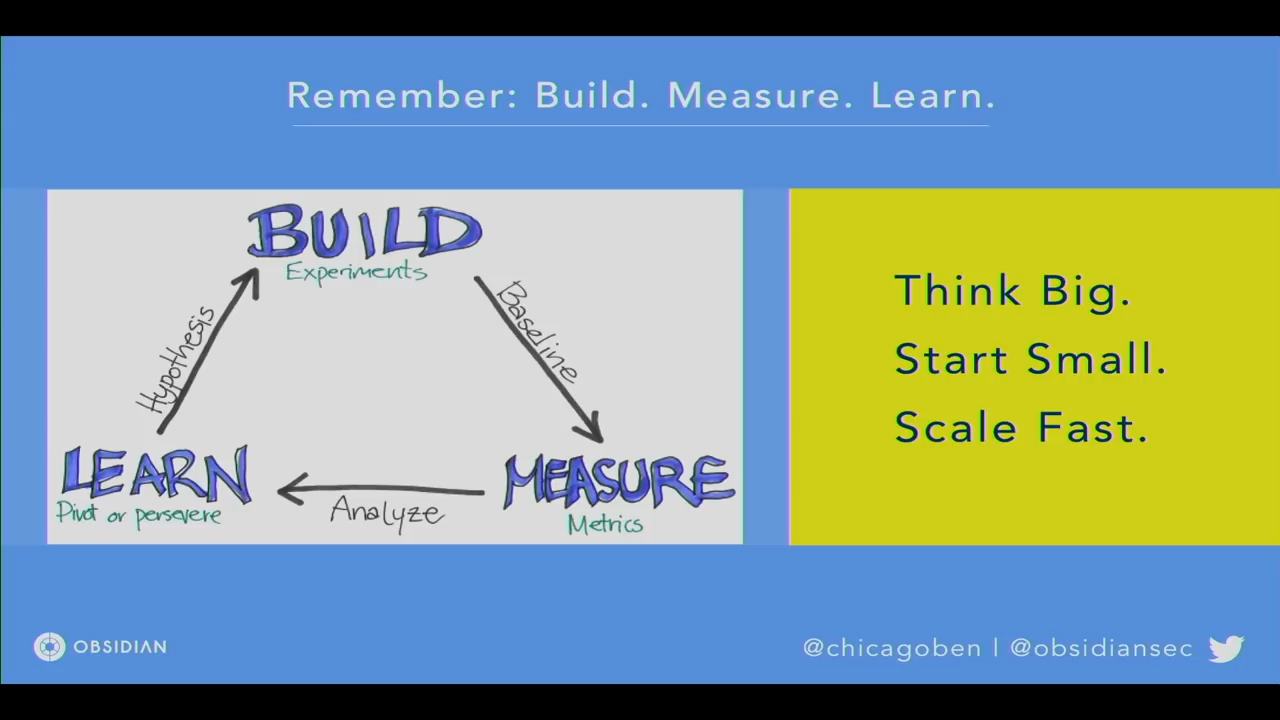 Remember: Build. Measure. Learn.
BUILD
Experiments
Hypothesis
Baseline
LEARN
Pivot or persevere
Analyze
MEASURE
Metrics
Think Big.
Start Small.
Scale Fast.
OBSIDIAN
@chicagoben | @obsidiansec